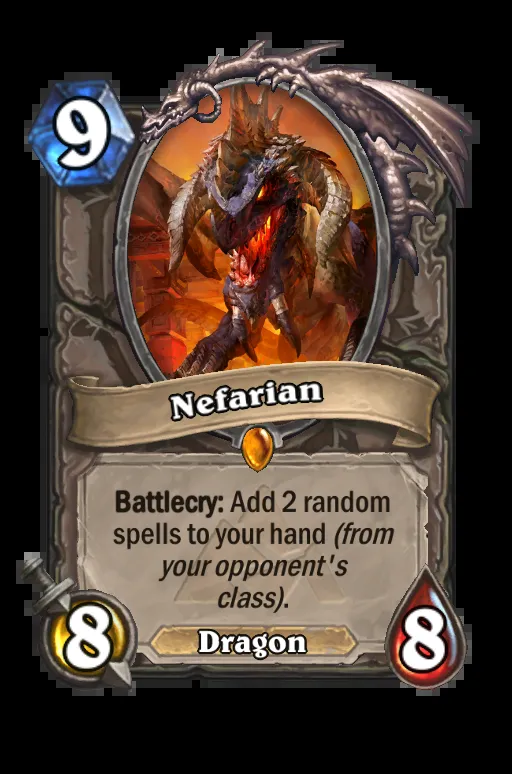 9
Nefarian
Battlecry: Add 2 random
spells to your hand (from
your opponent's
class).
8
Dragon
8